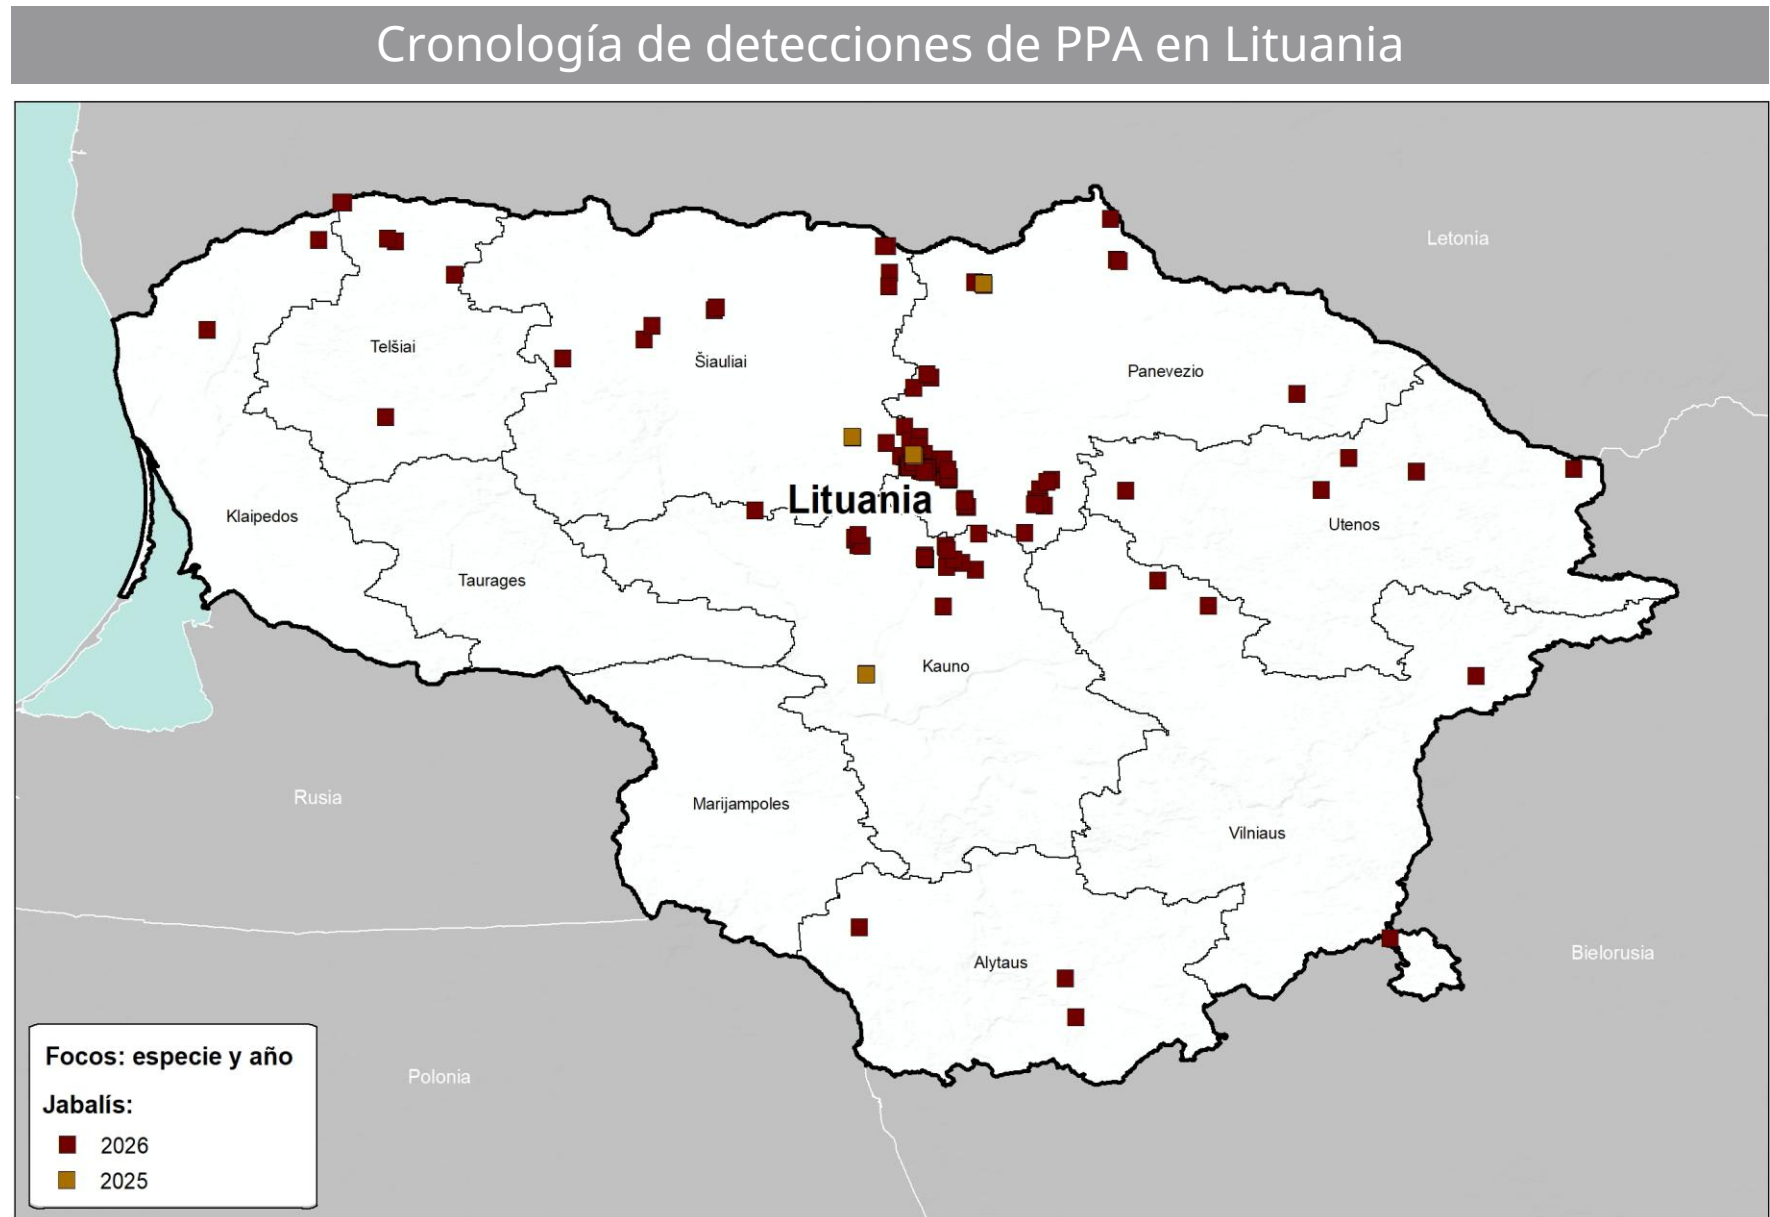 Cronología de detecciones de PPA en Lituania
Letonia
Telšiai
Šiauliai
Panevezio
Lituania
Klaipedos
Utenos
Taurages
Kauno
Rusia
Marijampoles
Vilniaus
Alytaus
Bielorusia
Polonia
Focos: especie y año
Jabalís:
2026
2025